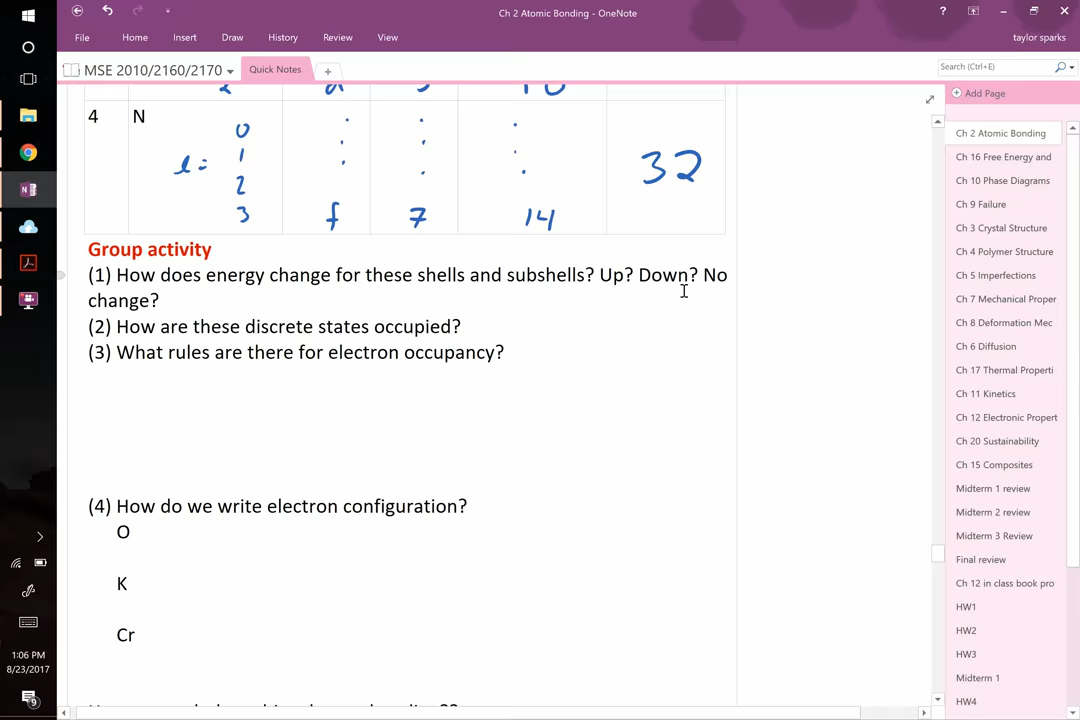 Ch 2 Atomic Bonding - OneNote
?
File Home Insert Draw History Review View
taylor sparks
MSE 2010/2160/2170
Quick Notes
+
Search (Ctrl+E)
Add Page
4 N
l =
0
1
2
3 f 7 14
32
Group activity
(1) How does energy change for these shells and subshells? Up? Down? No
change?
(2) How are these discrete states occupied?
(3) What rules are there for electron occupancy?
(4) How do we write electron configuration?
O
K
Cr
Ch 2 Atomic Bonding
Ch 16 Free Energy and
Ch 10 Phase Diagrams
Ch 9 Failure
Ch 3 Crystal Structure
Ch 4 Polymer Structure
Ch 5 Imperfections
Ch 7 Mechanical Proper
Ch 8 Deformation Mec
Ch 6 Diffusion
Ch 17 Thermal Properti
Ch 11 Kinetics
Ch 12 Electronic Propert
Ch 20 Sustainability
Ch 15 Composites
Midterm 1 review
Midterm 2 review
Midterm 3 Review
Final review
Ch 12 in class book pro
HW1
HW2
HW3
Midterm 1
HW4
1:06 PM
8/23/2017
9